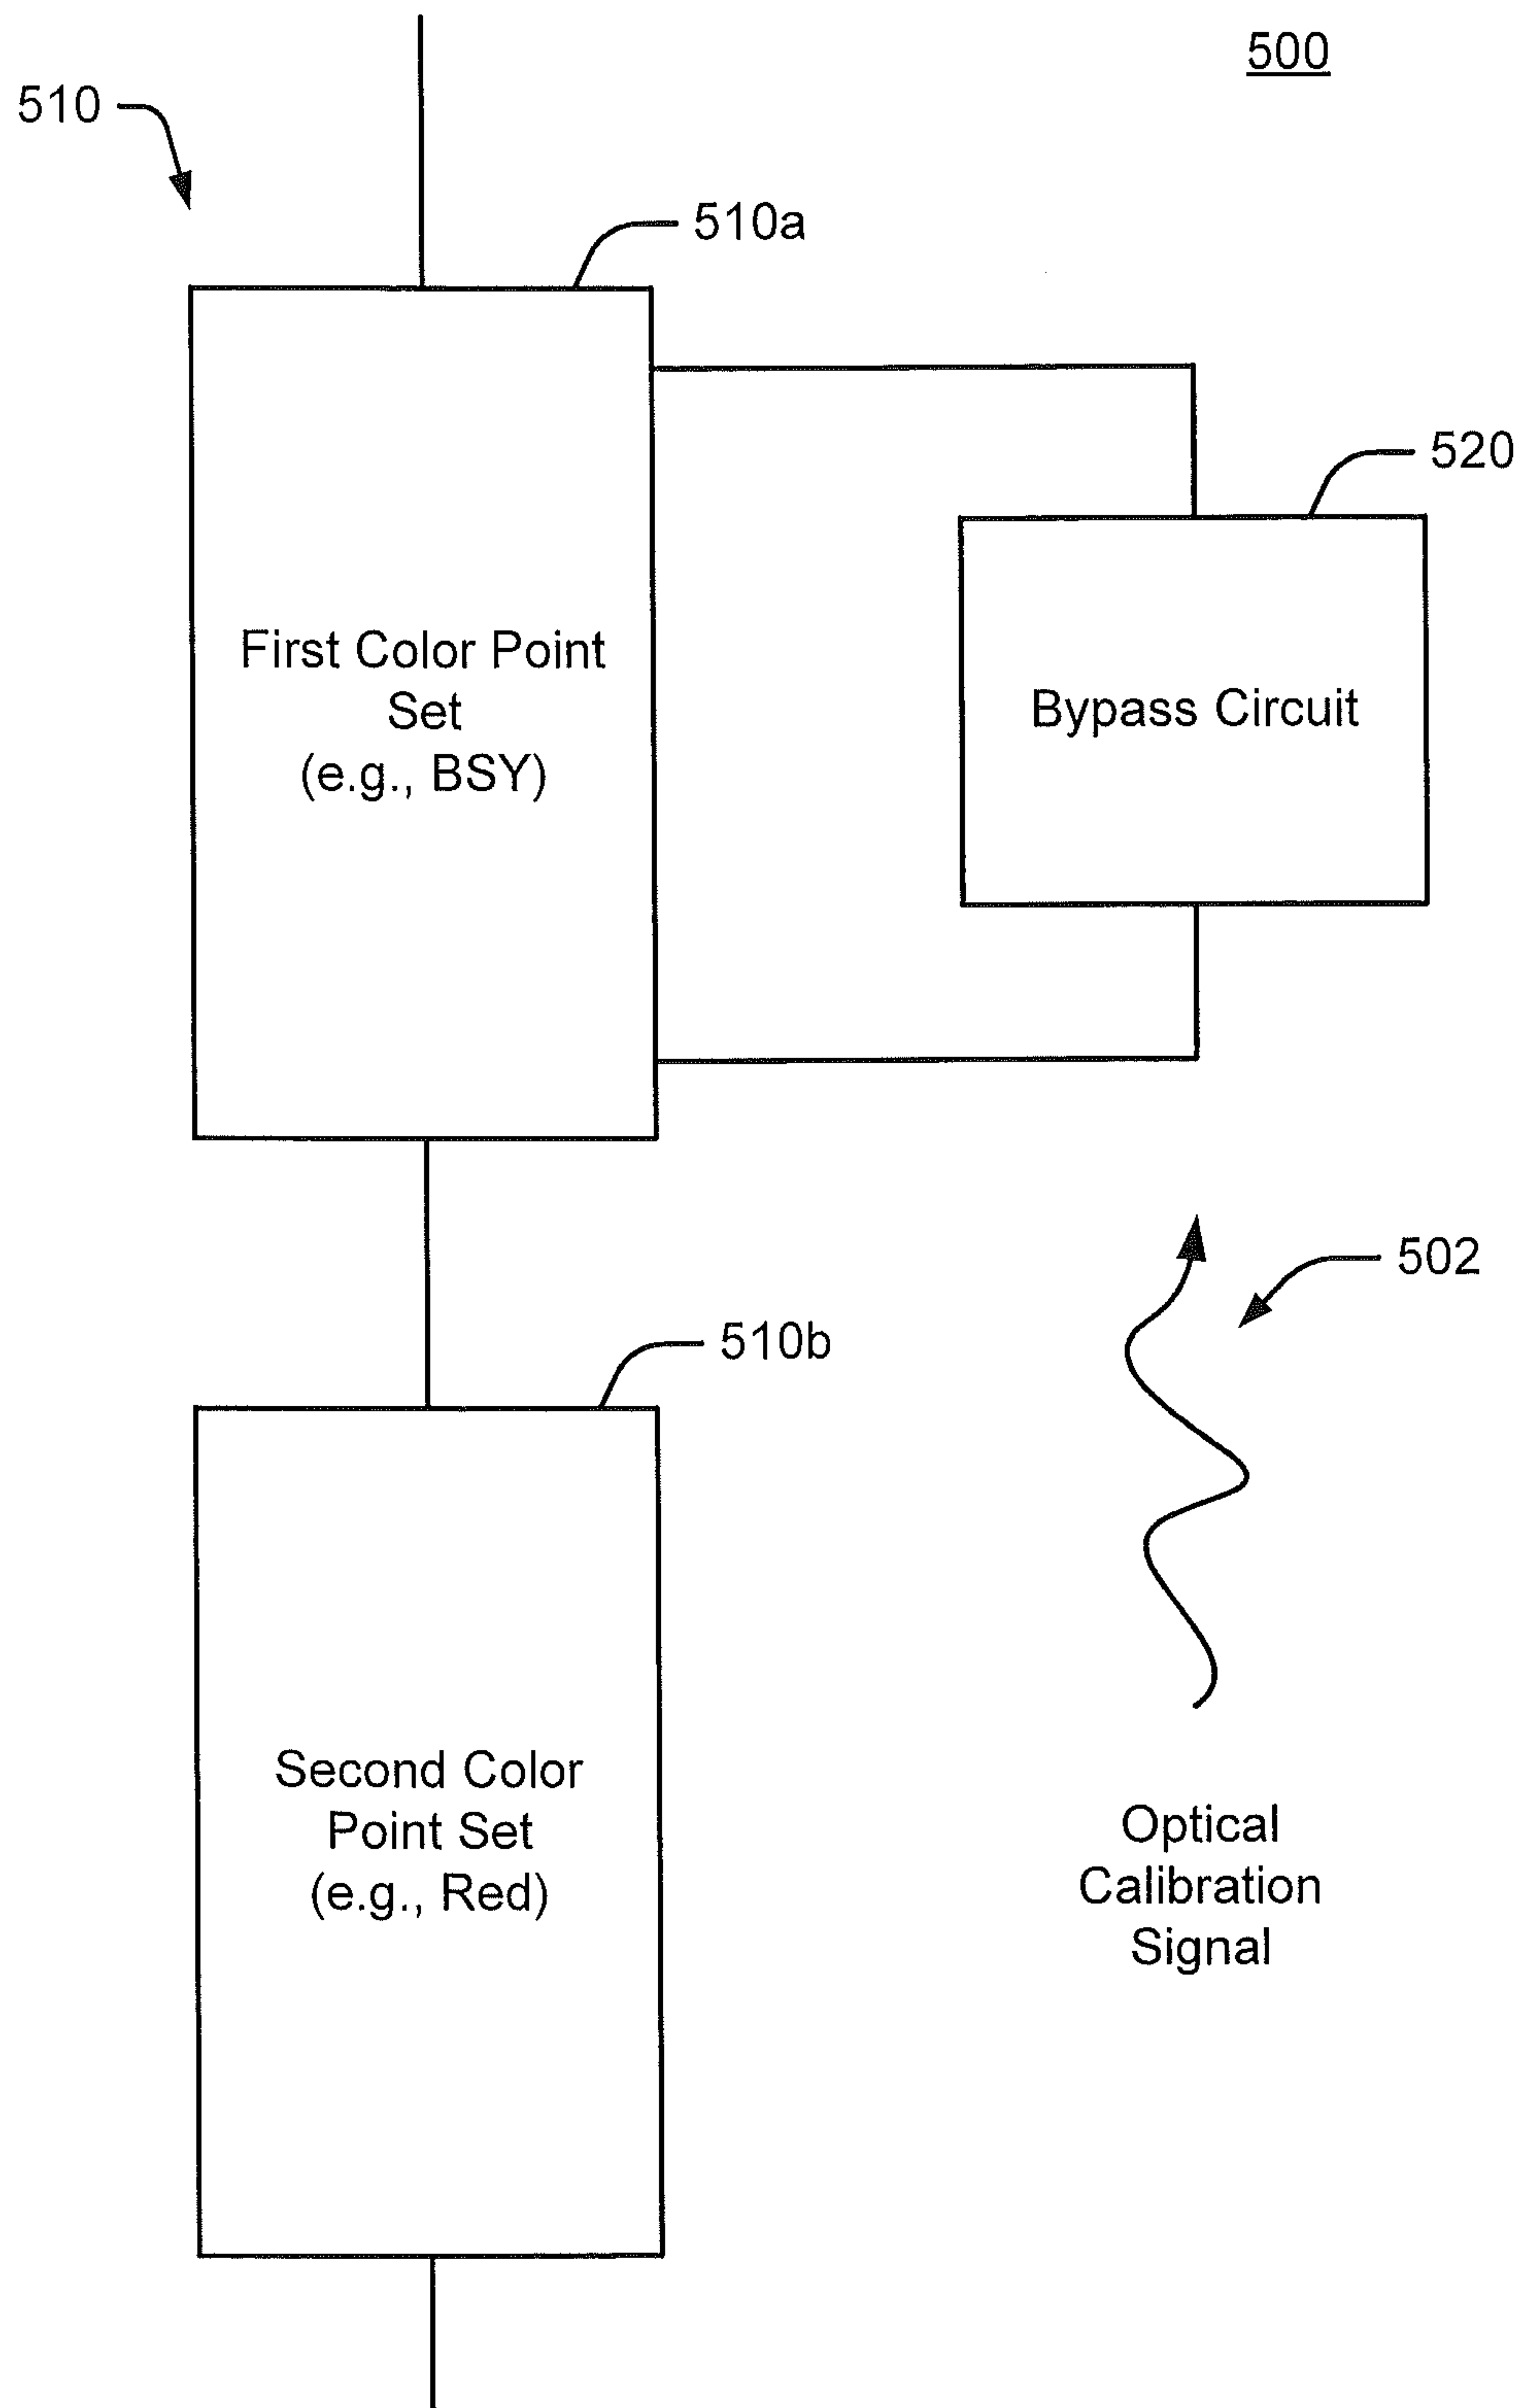 500
510
510a
First Color Point
Set
(e.g., BSY)
520
Bypass Circuit
502
510b
Second Color
Point Set
(e.g., Red)
Optical
Calibration
Signal